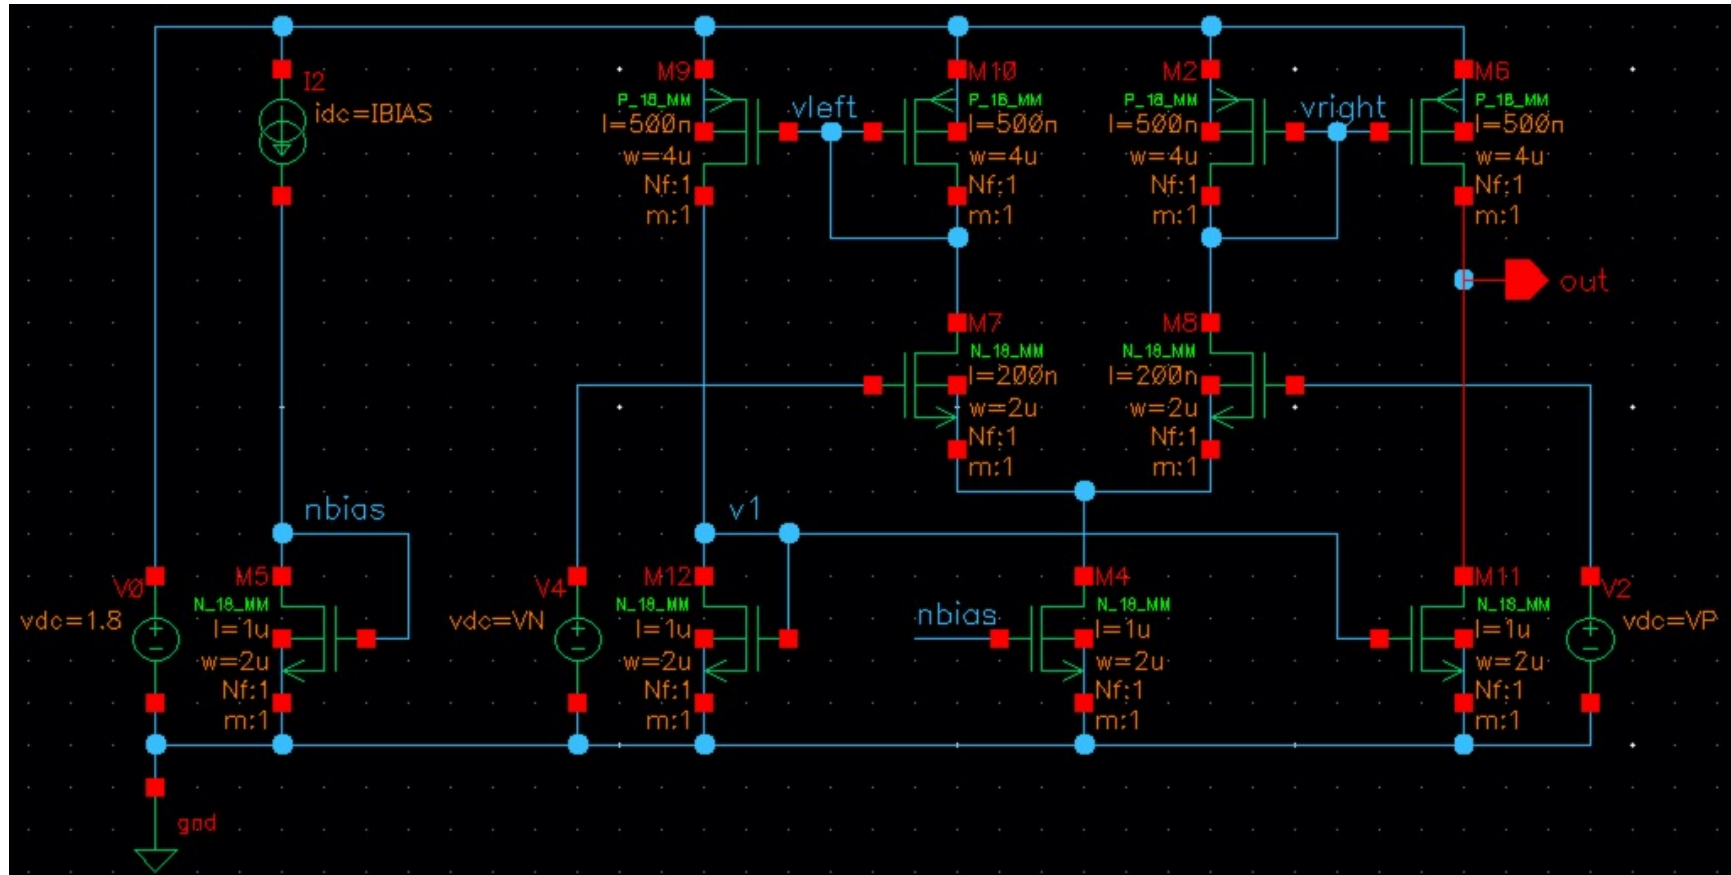 I2
idc=IBIAS
M9
P_18_MM
l=500n
w=4u
Nf:1
m:1
vleft
M10
P_18_MM
l=500n
w=4u
Nf:1
m:1
M2
P_18_MM
l=500n
w=4u
Nf:1
m:1
vright
M6
P_18_MM
l=500n
w=4u
Nf:1
m:1
out
M7
N_18_MM
l=200n
w=2u
Nf:1
m:1
M8
N_18_MM
l=200n
w=2u
Nf:1
m:1
nbias
v1
V0
vdc=1.8
+
−
M5
N_18_MM
l=1u
w=2u
Nf:1
m:1
V4
vdc=VN
+
−
M12
N_18_MM
l=1u
w=2u
Nf:1
m:1
nbias
M4
N_18_MM
l=1u
w=2u
Nf:1
m:1
M11
N_18_MM
l=1u
w=2u
Nf:1
m:1
V2
vdc=VP
+
−
gnd